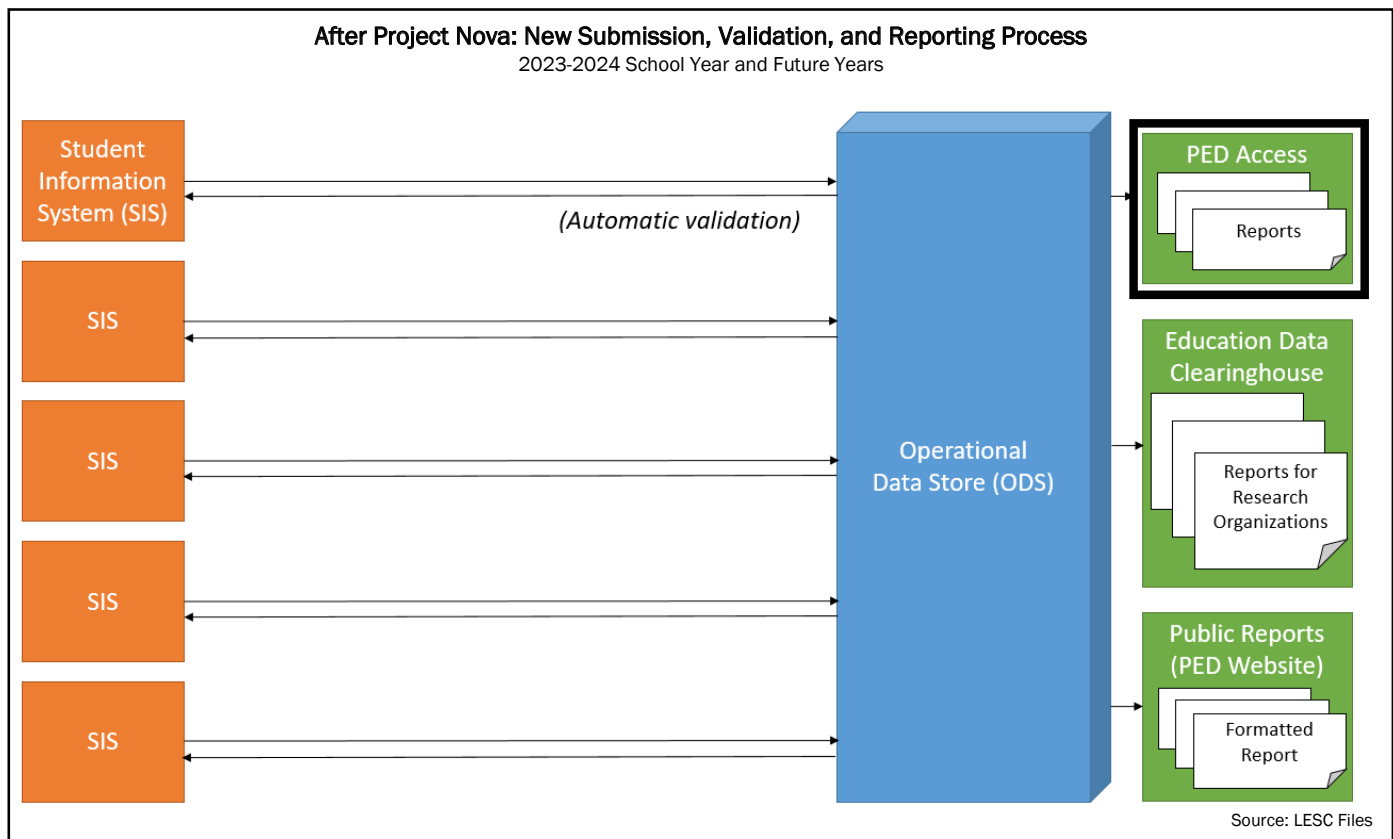 After Project Nova: New Submission, Validation, and Reporting Process
2023-2024 School Year and Future Years
Student
Information
System (SIS)
(Automatic validation)
SIS
SIS
SIS
SIS
Operational
Data Store (ODS)
PED Access
Reports
Education Data
Clearinghouse
Reports for
Research
Organizations
Public Reports
(PED Website)
Formatted
Report
Source: LESC Files